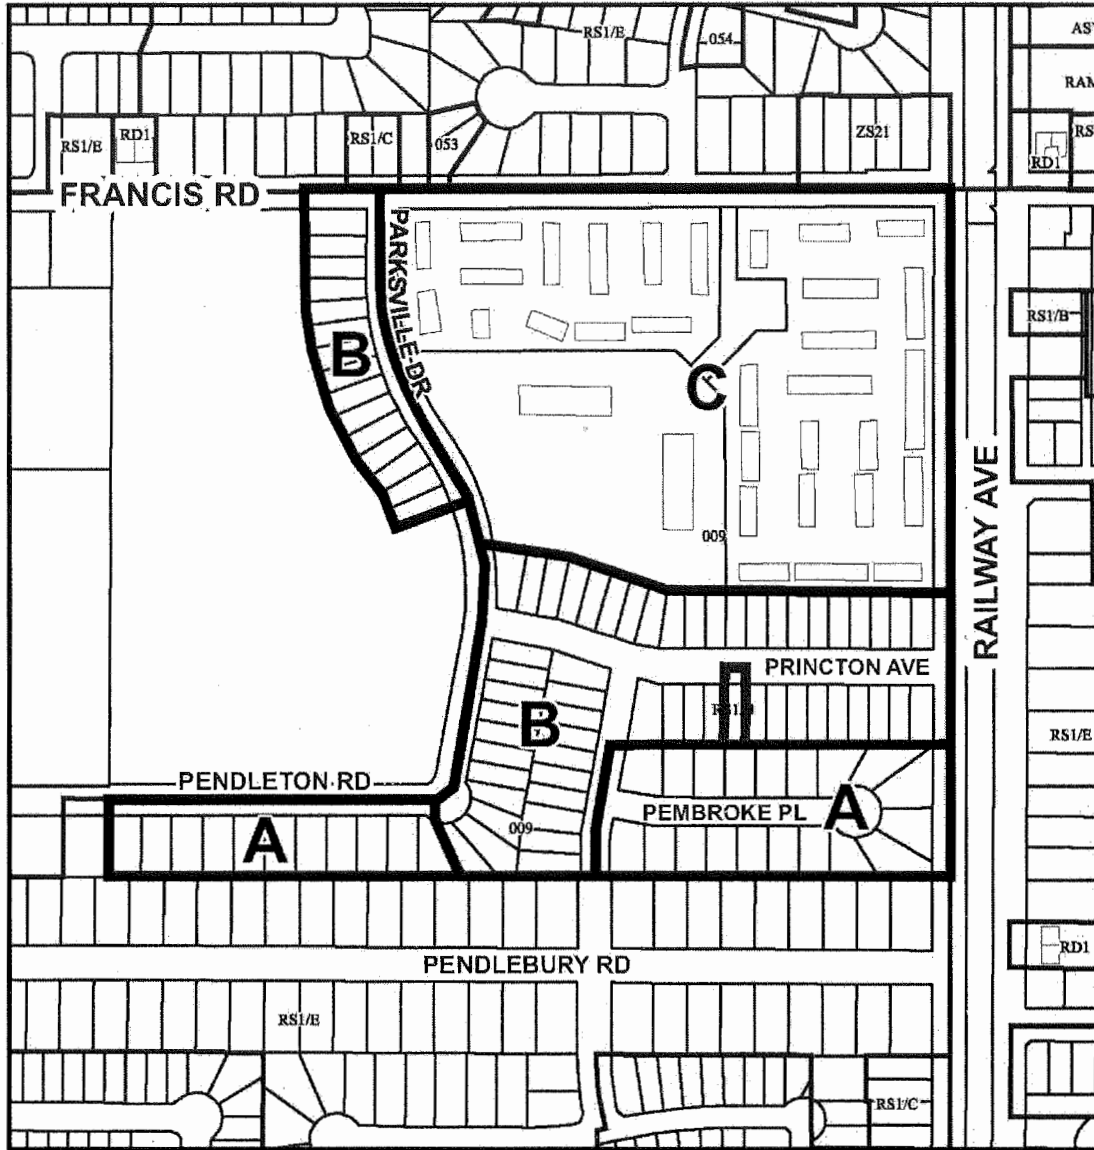 RS1/E
054
AS
RAM
RS1/E
RD1
RS1/C
053
ZS21
RS
RD1
FRANCIS RD
PARKSVILLE DR
RS1/B
B
C
RAILWAY AVE
009
PRINCTON AVE
B
RS1/E
PENDLETON RD
PEMBROKE PL
A
A
009
PENDLEBURY RD
RD1
RS1/E
RS1/C